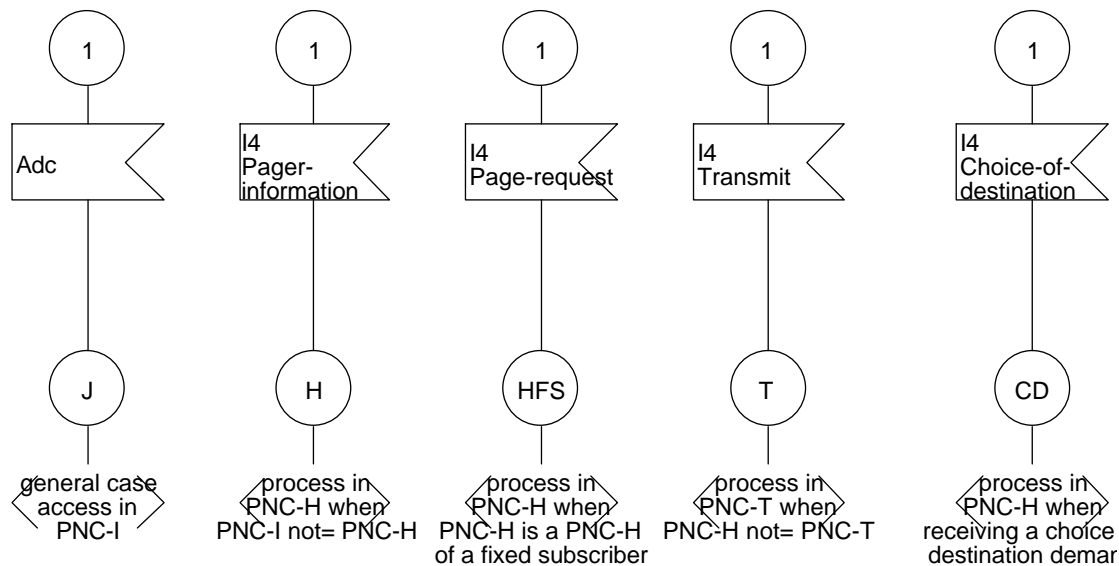 1
1
1
1
1
Adc
I4
Pager-
information
I4
Page-request
I4
Transmit
I4
Choice-of-
destination
J
H
HFS
T
CD
general case
access in
PNC-I
process in
PNC-H when
PNC-I not= PNC-H
process in
PNC-H when
PNC-H is a PNC-H
of a fixed subscriber
process in
PNC-T when
PNC-H not= PNC-T
process in
PNC-H when
receiving a choice
destination